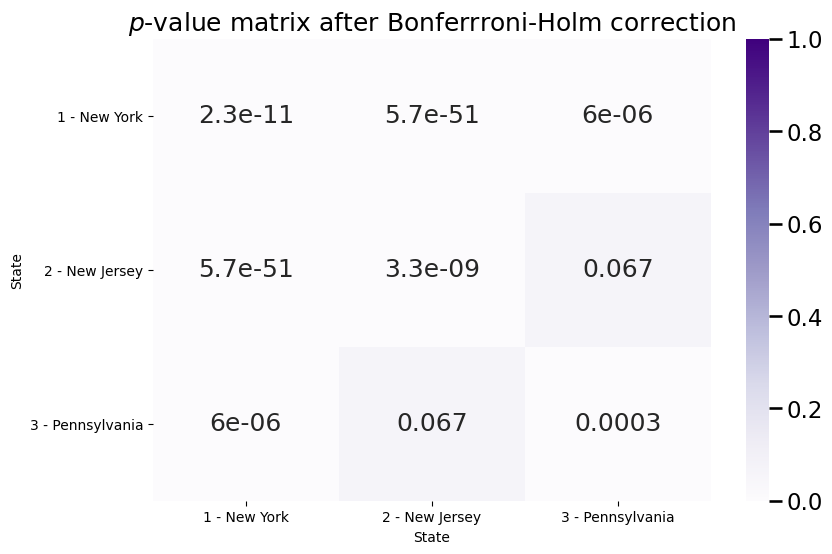 p-value matrix after Bonferrroni-Holm correction
1 - New York
2.3e-11 5.7e-51 6e-06
2 - New Jersey
5.7e-51 3.3e-09 0.067
3 - Pennsylvania
6e-06 0.067 0.0003
State
1 - New York 2 - New Jersey 3 - Pennsylvania
State
1.0
0.8
0.6
0.4
0.2
0.0